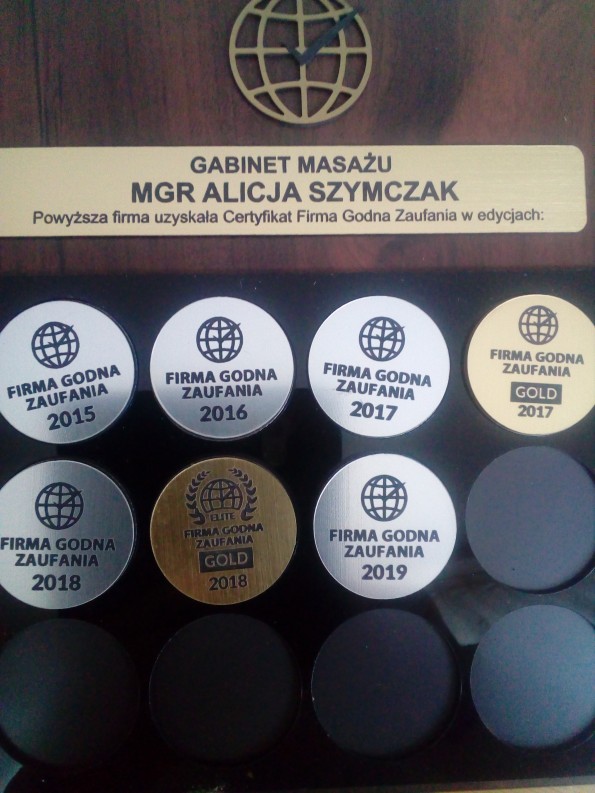 GABINET MASAŻU
MGR ALICJA SZYMCZAK
Powyższa firma uzyskała Certyfikat Firma Godna Zaufania w edycjach:
FIRMA GODNA
ZAUFANIA
2015
FIRMA GODNA
ZAUFANIA
2016
FIRMA GODNA
ZAUFANIA
2017
FIRMA GODNA
ZAUFANIA
GOLD
2017
FIRMA GODNA
ZAUFANIA
2018
ELITE
FIRMA GODNA
ZAUFANIA
GOLD
2018
FIRMA GODNA
ZAUFANIA
2019